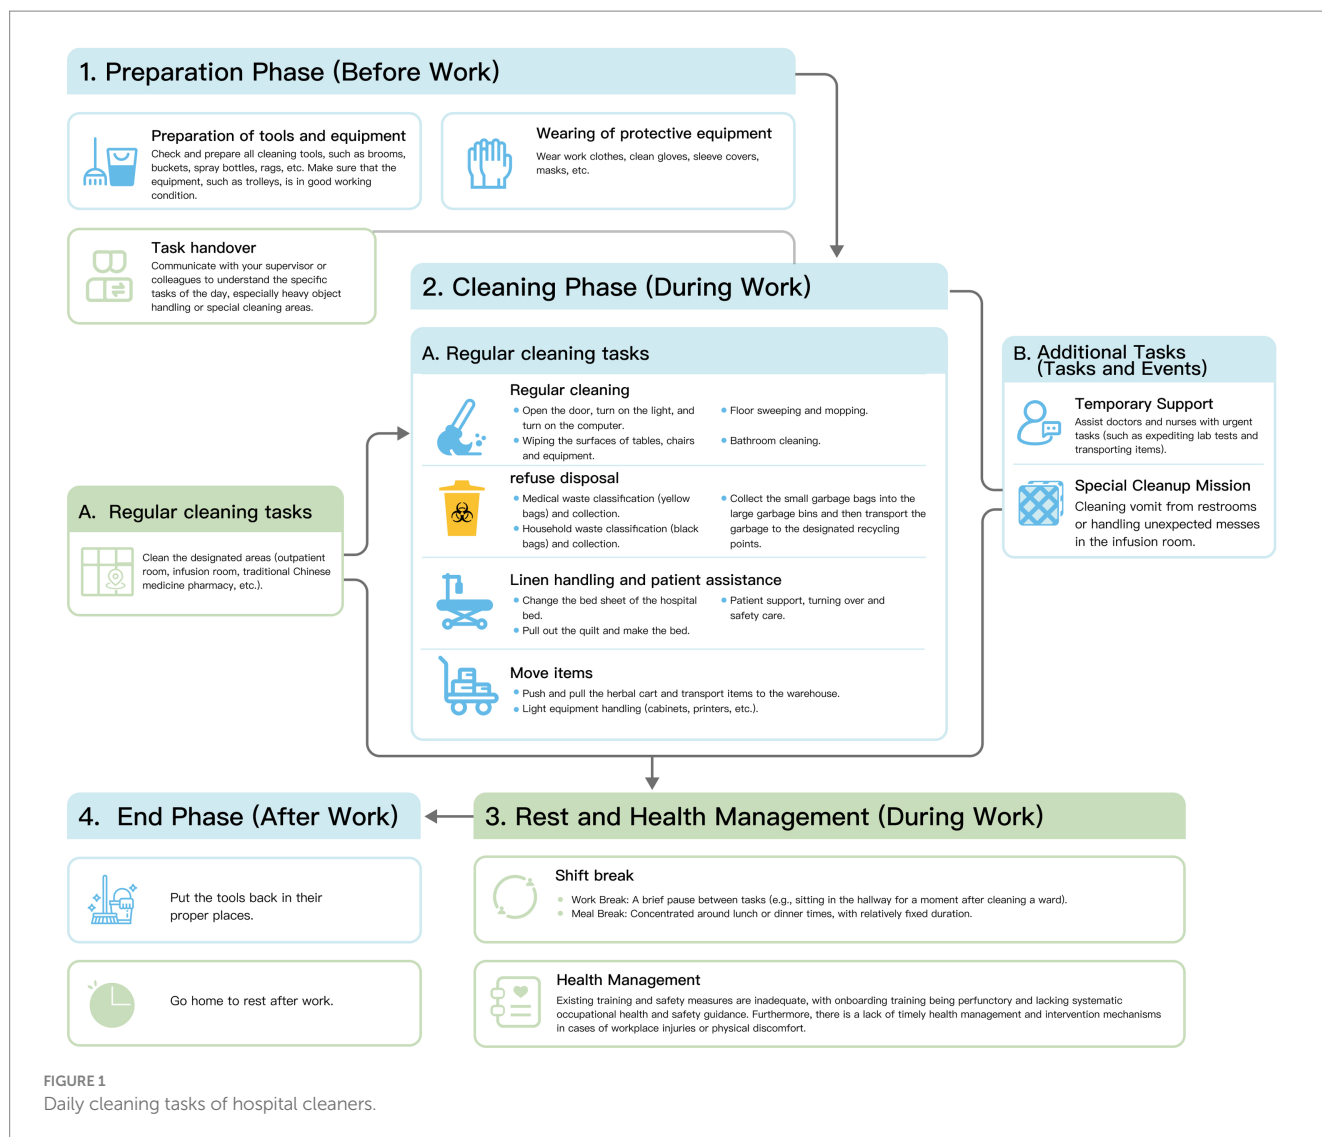 1. Preparation Phase (Before Work)
Preparation of tools and equipment
Check and prepare all cleaning tools, such as brooms,
buckets, spray bottles, rags, etc. Make sure that the
equipment, such as trolleys, is in good working
condition.
Wearing of protective equipment
Wear work clothes, clean gloves, sleeve covers,
masks, etc.
Task handover
Communicate with your supervisor or
colleagues to understand the specific
tasks of the day, especially heavy object
handling or special cleaning areas.
2. Cleaning Phase (During Work)
A. Regular cleaning tasks
Clean the designated areas (outpatient
room, infusion room, traditional Chinese
medicine pharmacy, etc.).
A. Regular cleaning tasks
Regular cleaning
Open the door, turn on the light, and
turn on the computer.
Wiping the surfaces of tables, chairs
and equipment.
Floor sweeping and mopping.
Bathroom cleaning.
refuse disposal
Medical waste classification (yellow
bags) and collection.
Household waste classification (black
bags) and collection.
Collect the small garbage bags into the
large garbage bins and then transport the
garbage to the designated recycling
points.
Linen handling and patient assistance
Change the bed sheet of the hospital
bed.
Pull out the quilt and make the bed.
Patient support, turning over and
safety care.
Move items
Push and pull the herbal cart and transport items to the warehouse.
Light equipment handling (cabinets, printers, etc.).
B. Additional Tasks
(Tasks and Events)
Temporary Support
Assist doctors and nurses with urgent
tasks (such as expediting lab tests and
transporting items).
Special Cleanup Mission
Cleaning vomit from restrooms
or handling unexpected messes
in the infusion room.
3. Rest and Health Management (During Work)
Shift break
Work Break: A brief pause between tasks (e.g., sitting in the hallway for a moment after cleaning a ward).
Meal Break: Concentrated around lunch or dinner times, with relatively fixed duration.
Health Management
Existing training and safety measures are inadequate, with onboarding training being perfunctory and lacking systematic
occupational health and safety guidance. Furthermore, there is a lack of timely health management and intervention mechanisms
in cases of workplace injuries or physical discomfort.
4. End Phase (After Work)
Put the tools back in their
proper places.
Go home to rest after work.
FIGURE 1
Daily cleaning tasks of hospital cleaners.